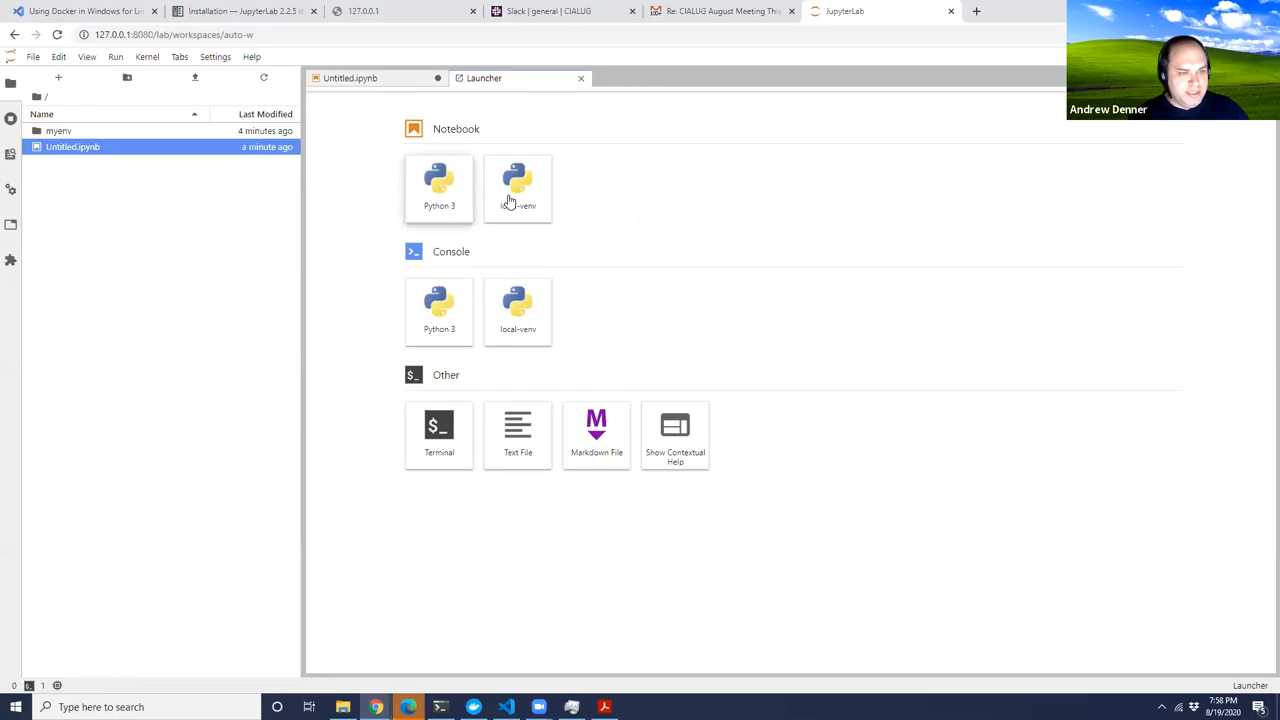 Using Docker in Windows for Lin
Installation — JupyterLab 2.2.5 d
127.0.0.1
Slack | general | CIALUG
Re: CIALUG August Meeting This
JupyterLab
127.0.0.1:8080/lab/workspaces/auto-w
File Edit View Run Kernel Tabs Settings Help
Untitled.ipynb
Launcher
/
Name Last Modified
myenv 4 minutes ago
Untitled.ipynb a minute ago
Andrew Denner
Notebook
Python 3
Console
Python 3
local-venv
Other
$_
Terminal
Text File
Markdown File
Show Contextual
Help
0 1
Launcher
Type here to search
7:58 PM
8/19/2020